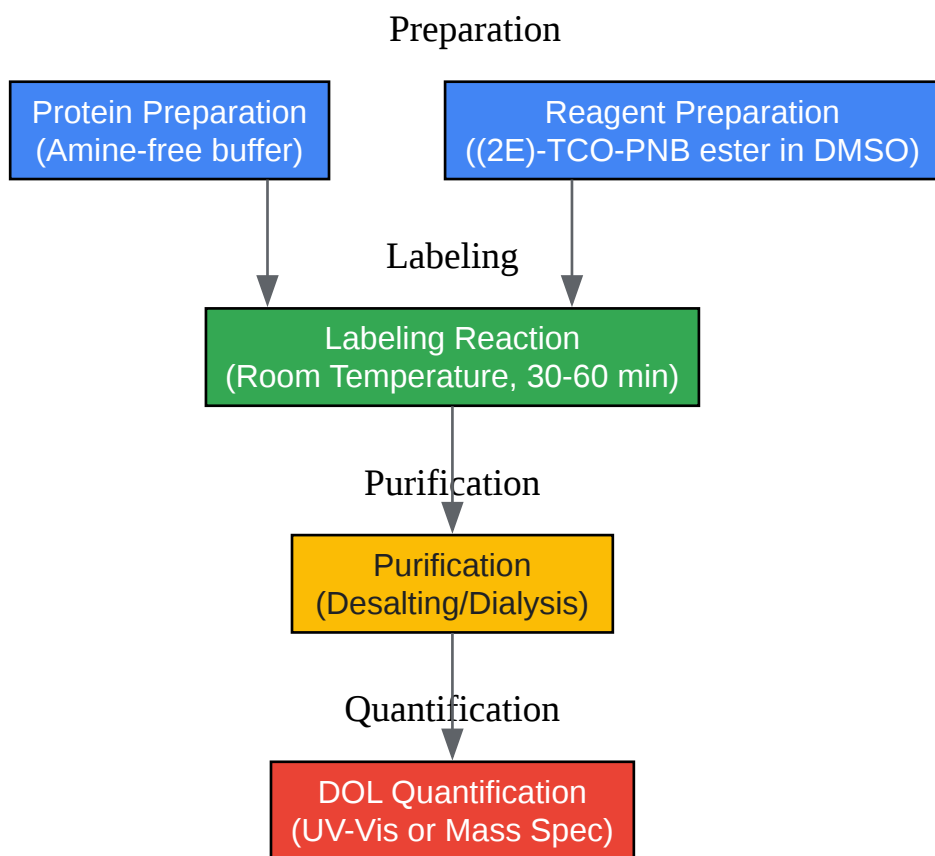 Preparation
Protein Preparation
(Amine-free buffer)
Reagent Preparation
((2E)-TCO-PNB ester in DMSO)
Labeling
Labeling Reaction
(Room Temperature, 30-60 min)
Purification
Purification
(Desalting/Dialysis)
Quantification
DOL Quantification
(UV-Vis or Mass Spec)